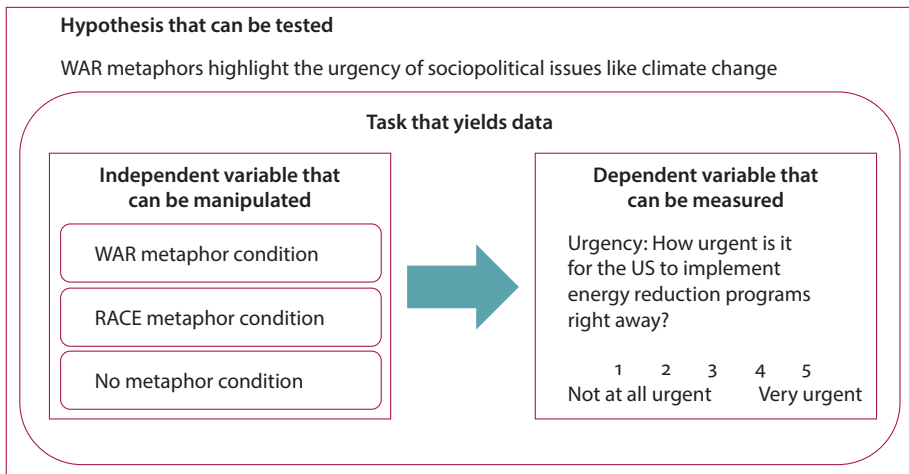 Hypothesis that can be tested
WAR metaphors highlight the urgency of sociopolitical issues like climate change
Task that yields data
Independent variable that
can be manipulated
WAR metaphor condition
RACE metaphor condition
No metaphor condition
Dependent variable that
can be measured
Urgency: How urgent is it
for the US to implement
energy reduction programs
right away?
1 2 3 4 5
Not at all urgent Very urgent